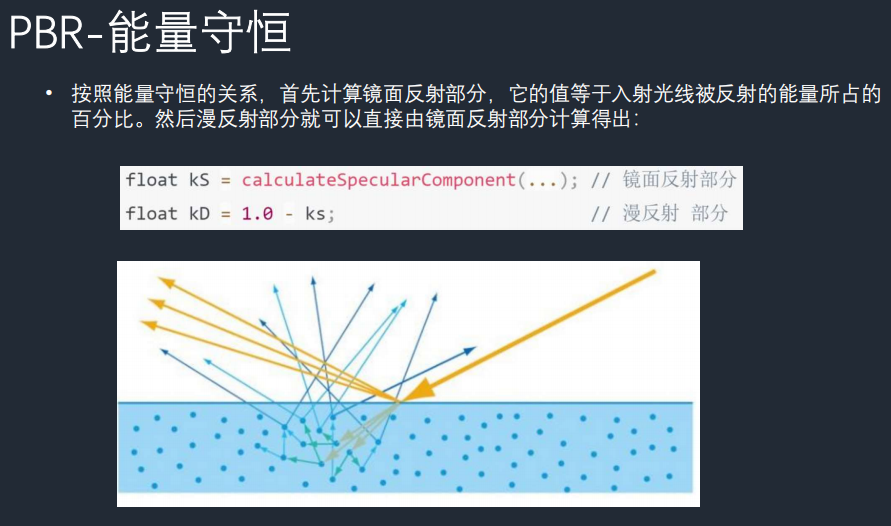 PBR-能量守恒
• 按照能量守恒的关系，首先计算镜面反射部分，它的值等于入射光线被反射的能量所占的
百分比。然后漫反射部分就可以直接由镜面反射部分计算得出：
float kS = calculateSpecularComponent(...); // 镜面反射部分
float kD = 1.0 - ks; // 漫反射 部分